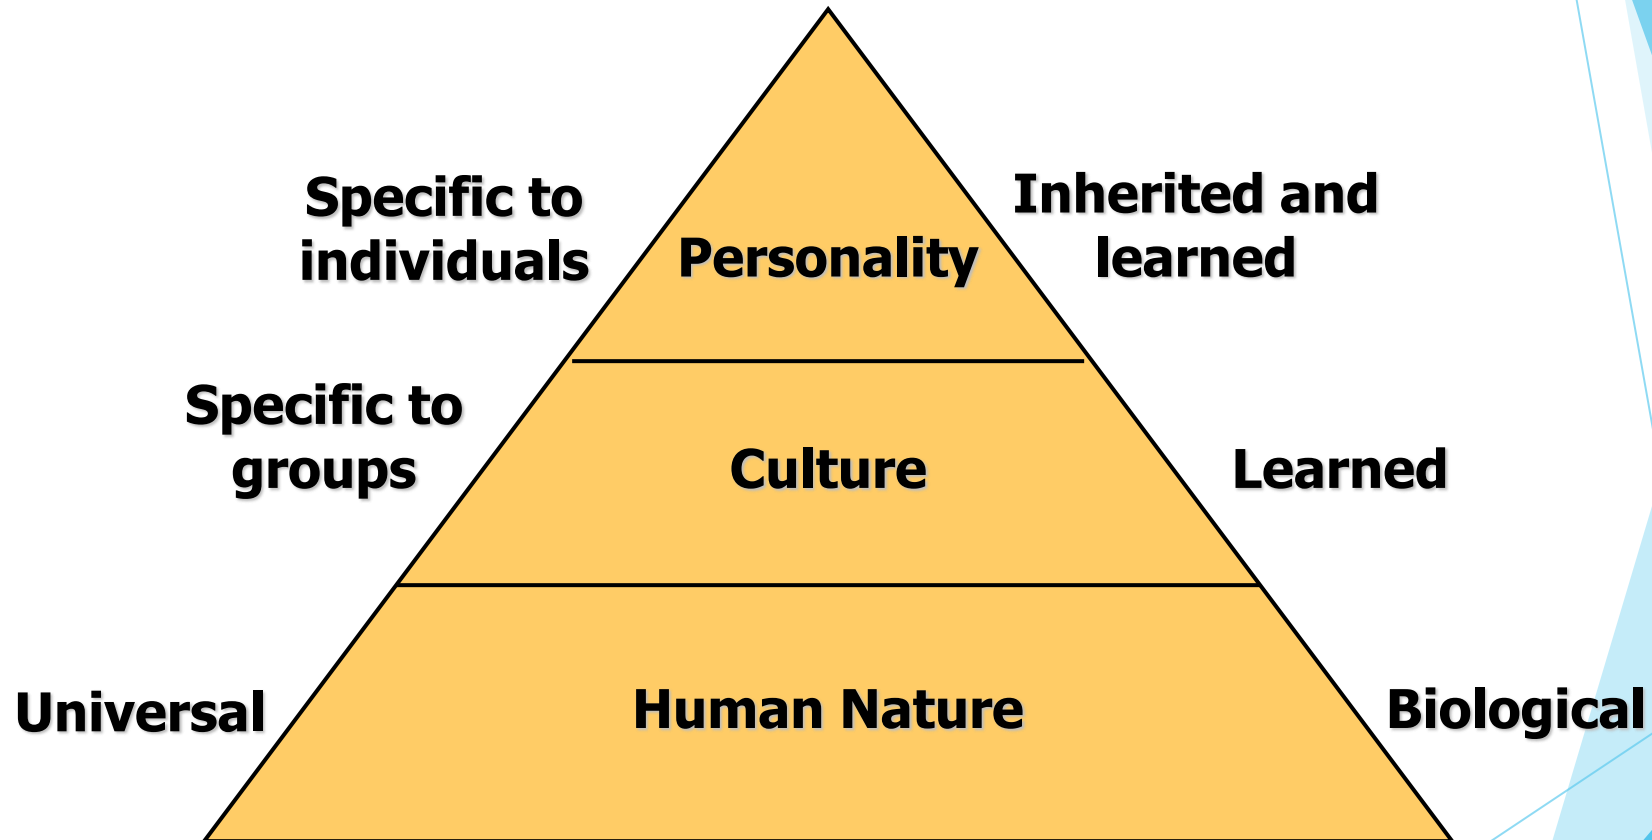 Specific to
individuals
Personality
Inherited and
learned
Specific to
groups
Culture
Learned
Universal
Human Nature
Biological